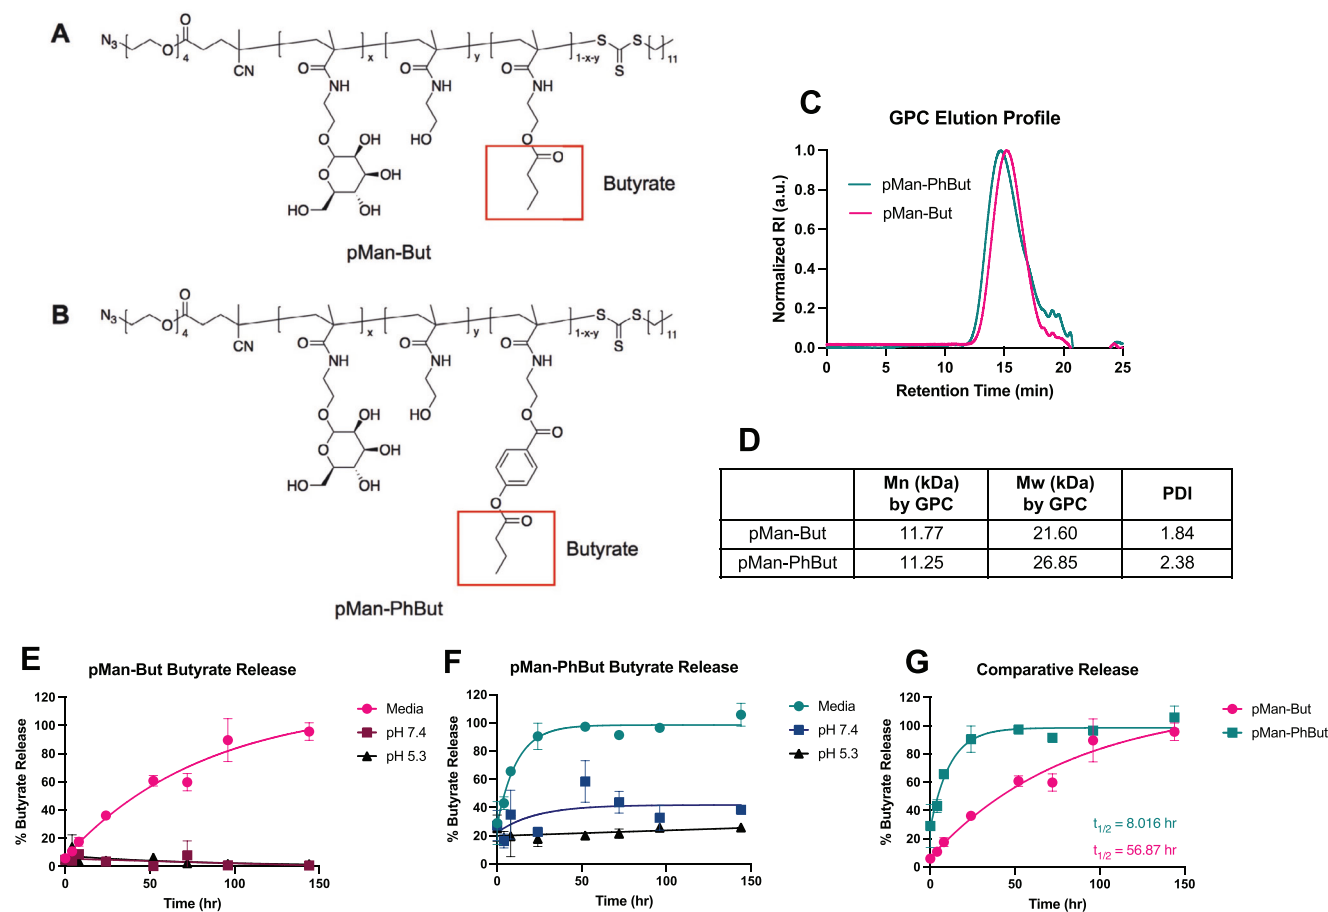 A
N3
O
O
4
O
CN
x
y
1-x-y
S
S
S
11
O
NH
O
NH
O
NH
O
HO
O
O
OH
O
OH
HO
OH
Butyrate
pMan-But
B
N3
O
O
4
O
CN
x
y
1-x-y
S
S
S
11
O
NH
O
NH
O
NH
O
HO
O
O
OH
O
OH
HO
OH
O
O
Butyrate
pMan-PhBut
C
GPC Elution Profile
Normalized RI (a.u.)
1.0
0.8
0.6
0.4
0.2
0.0
0 5 10 15 20 25
Retention Time (min)
pMan-PhBut
pMan-But
D
Mn (kDa) by GPC Mw (kDa) by GPC PDI
pMan-But 11.77 21.60 1.84
pMan-PhBut 11.25 26.85 2.38
E
pMan-But Butyrate Release
% Butyrate Release
120
100
80
60
40
20
0
0 50 100 150
Time (hr)
Media
pH 7.4
pH 5.3
F
pMan-PhBut Butyrate Release
% Butyrate Release
120
100
80
60
40
20
0
0 50 100 150
Time (hr)
Media
pH 7.4
pH 5.3
G
Comparative Release
% Butyrate Release
120
100
80
60
40
20
0
0 50 100 150
Time (hr)
t1/2 = 8.016 hr
t1/2 = 56.87 hr
pMan-But
pMan-PhBut